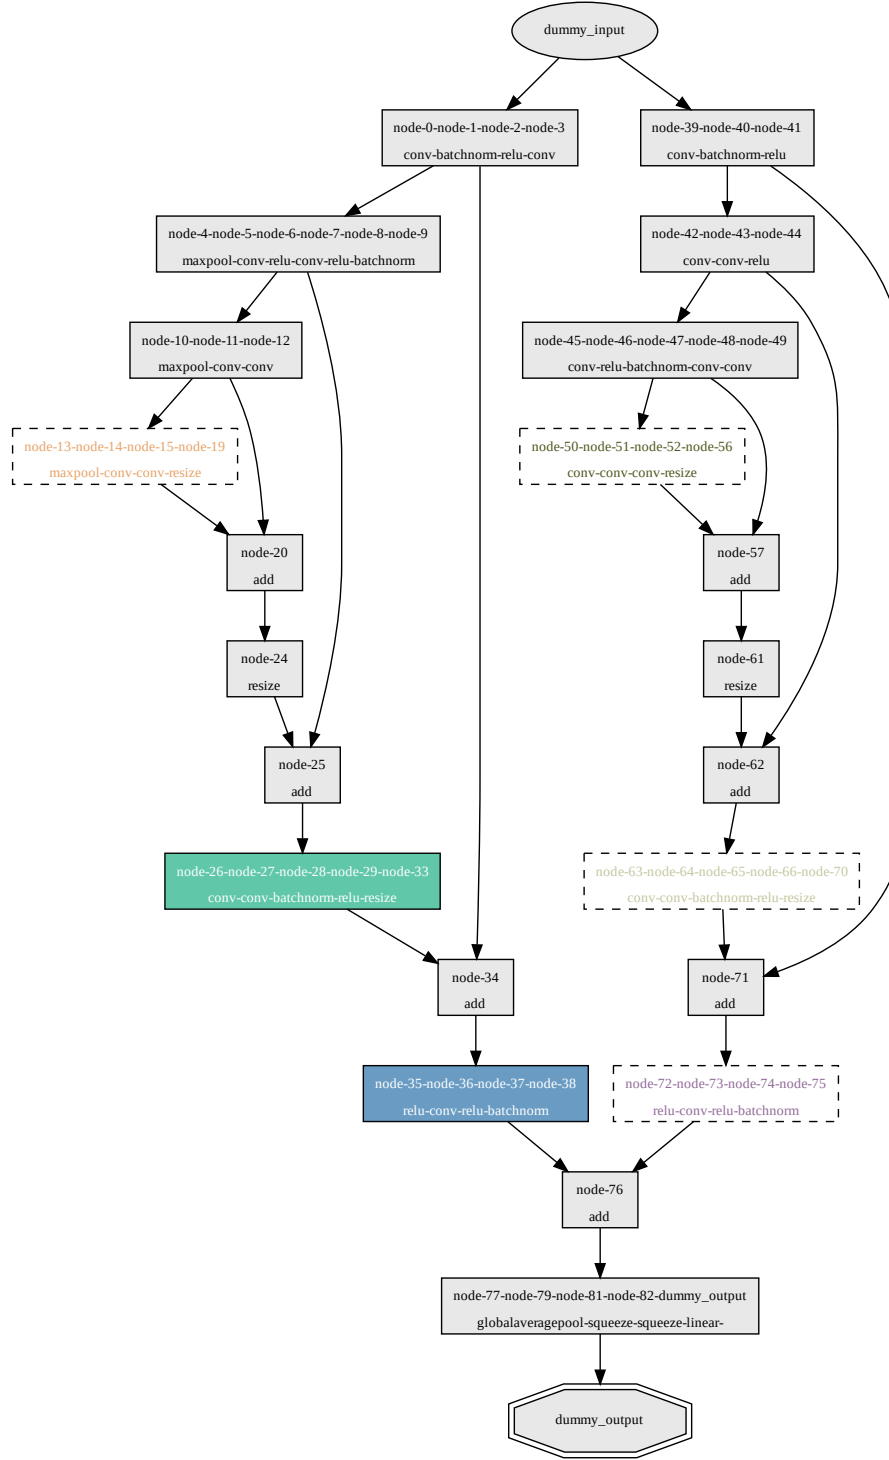 dummy_input
node-0-node-1-node-2-node-3
conv-batchnorm-relu-conv
node-39-node-40-node-41
conv-batchnorm-relu
node-4-node-5-node-6-node-7-node-8-node-9
maxpool-conv-relu-conv-relu-batchnorm
node-42-node-43-node-44
conv-conv-relu
node-10-node-11-node-12
maxpool-conv-conv
node-45-node-46-node-47-node-48-node-49
conv-relu-batchnorm-conv-conv
node-13-node-14-node-15-node-19
maxpool-conv-conv-resize
node-50-node-51-node-52-node-56
conv-conv-conv-resize
node-20
add
node-57
add
node-24
resize
node-61
resize
node-25
add
node-62
add
node-26-node-27-node-28-node-29-node-33
conv-conv-batchnorm-relu-resize
node-63-node-64-node-65-node-66-node-70
conv-conv-batchnorm-relu-resize
node-34
add
node-71
add
node-35-node-36-node-37-node-38
relu-conv-relu-batchnorm
node-72-node-73-node-74-node-75
relu-conv-relu-batchnorm
node-76
add
node-77-node-79-node-81-node-82-dummy_output
globalaveragepool-squeeze-squeeze-linear-
dummy_output